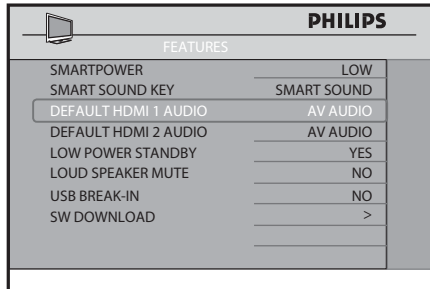 PHILIPS
FEATURES
SMARTPOWER LOW
SMART SOUND KEY SMART SOUND
DEFAULT HDMI 1 AUDIO AV AUDIO
DEFAULT HDMI 2 AUDIO AV AUDIO
LOW POWER STANDBY YES
LOUD SPEAKER MUTE NO
USB BREAK-IN NO
SW DOWNLOAD >